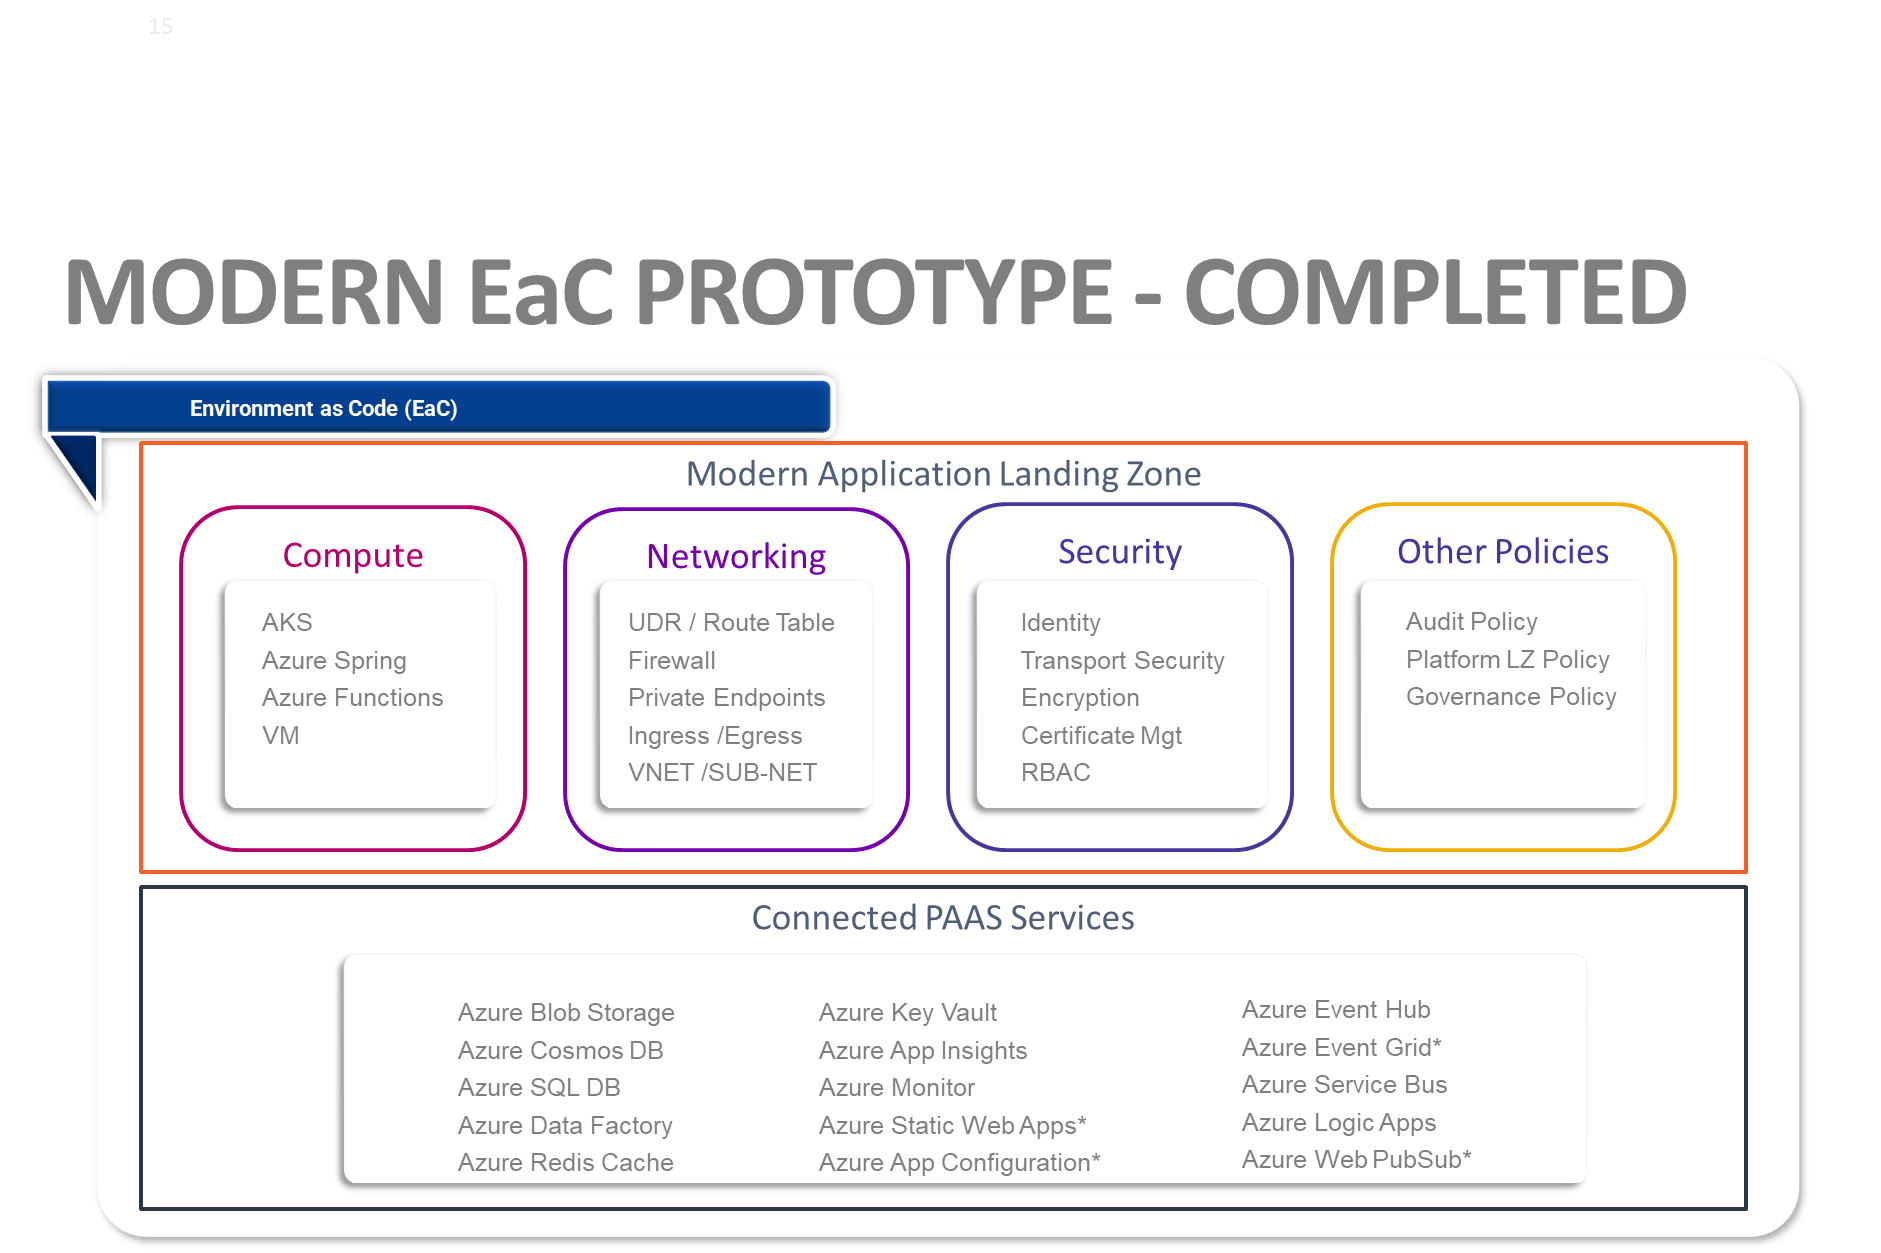 15
MODERN EaC PROTOTYPE - COMPLETED
Environment as Code (EaC)
Modern Application Landing Zone
Compute
AKS
Azure Spring
Azure Functions
VM
Networking
UDR / Route Table
Firewall
Private Endpoints
Ingress /Egress
VNET /SUB-NET
Security
Identity
Transport Security
Encryption
Certificate Mgt
RBAC
Other Policies
Audit Policy
Platform LZ Policy
Governance Policy
Connected PAAS Services
Azure Blob Storage
Azure Cosmos DB
Azure SQL DB
Azure Data Factory
Azure Redis Cache
Azure Key Vault
Azure App Insights
Azure Monitor
Azure Static Web Apps*
Azure App Configuration*
Azure Event Hub
Azure Event Grid*
Azure Service Bus
Azure Logic Apps
Azure Web PubSub*